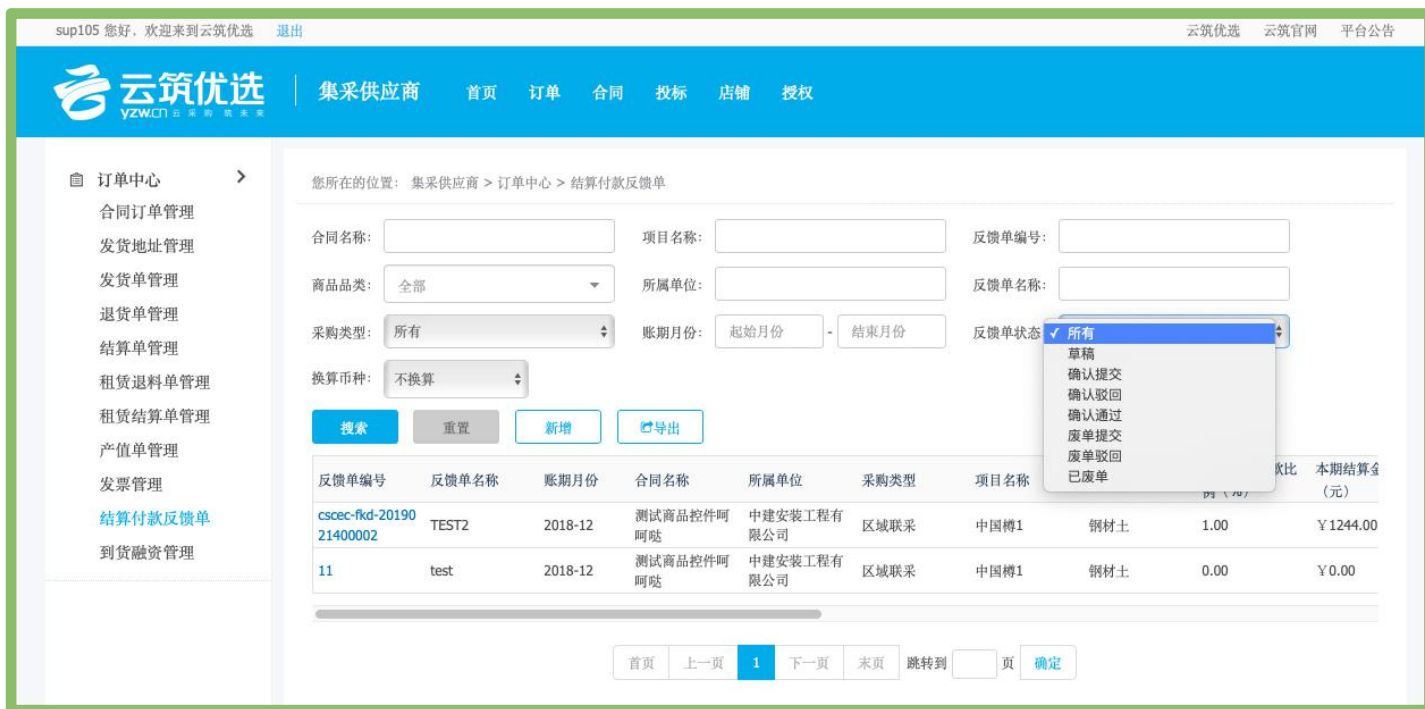 sup105 您好，欢迎来到云筑优选 退出 云筑优选 云筑官网 平台公告
云筑优选 集采供应商 首页 订单 合同 投标 店铺 授权
yzw.cn 云采购 筑未来
订单中心
合同订单管理
发货地址管理
发货单管理
退货单管理
结算单管理
租赁退料单管理
租赁结算单管理
产值单管理
发票管理
结算付款反馈单
到货融资管理
您所在的位置： 集采供应商 > 订单中心 > 结算付款反馈单
合同名称： 项目名称： 反馈单编号：
商品品类： 全部 所属单位： 反馈单名称：
采购类型： 所有 账期月份： 起始月份 - 结束月份 反馈单状态
✓ 所有
草稿
确认提交
确认驳回
确认通过
废单提交
废单驳回
已废单
换算币种： 不换算
搜索 重置 新增 导出
反馈单编号 反馈单名称 账期月份 合同名称 所属单位 采购类型 项目名称 款比 本期结算金
例（%） （元）
cscec-fkd-20190 TEST2 2018-12 测试商品控件呵 中建安装工程有 区域联采 中国樽1 钢材土 1.00 ￥1244.00
21400002 呵哒 限公司
11 test 2018-12 测试商品控件呵 中建安装工程有 区域联采 中国樽1 钢材土 0.00 ￥0.00
呵哒 限公司
首页 上一页 1 下一页 末页 跳转到 页 确定